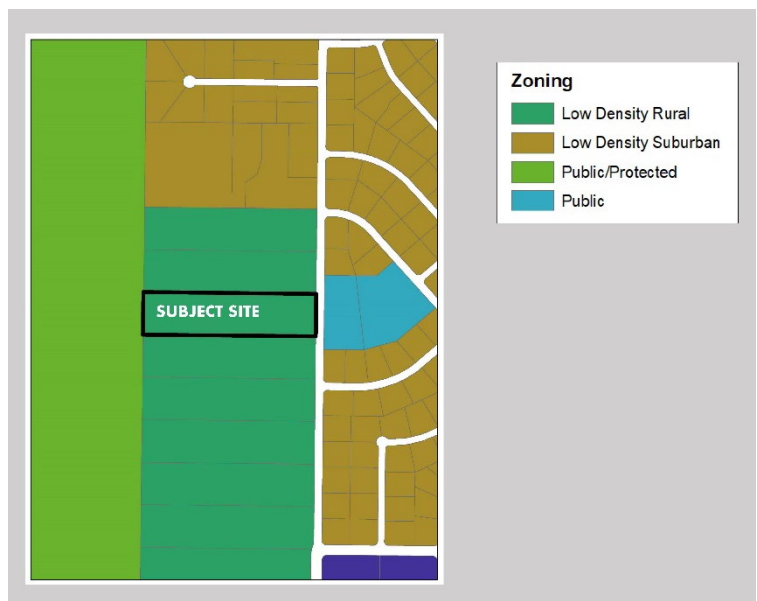 Zoning
Low Density Rural
Low Density Suburban
Public/Protected
Public
SUBJECT SITE